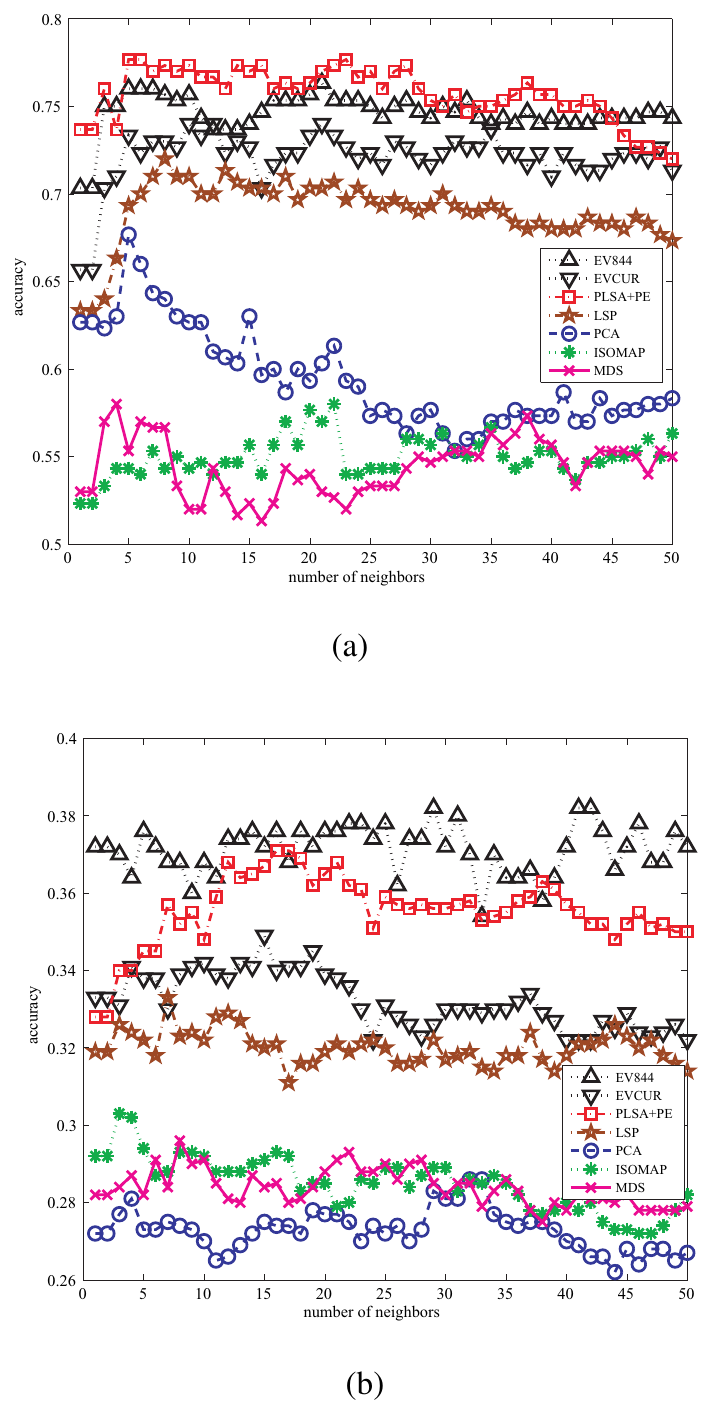 0.8
0.75
0.7
0.65
0.6
0.55
0.5
accuracy
EV844
EVCUR
PLSA+PE
LSP
PCA
ISOMAP
MDS
0 5 10 15 20 25 30 35 40 45 50
number of neighbors
(a)
0.4
0.38
0.36
0.34
0.32
0.3
0.28
0.26
accuracy
EV844
EVCUR
PLSA+PE
LSP
PCA
ISOMAP
MDS
0 5 10 15 20 25 30 35 40 45 50
number of neighbors
(b)